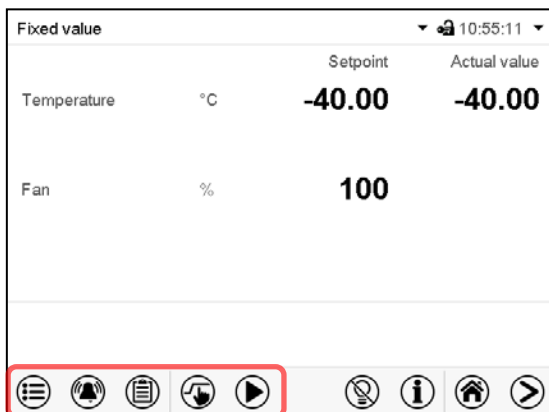 Fixed value 10:55:11
Setpoint Actual value
Temperature °C -40.00 -40.00
Fan % 100